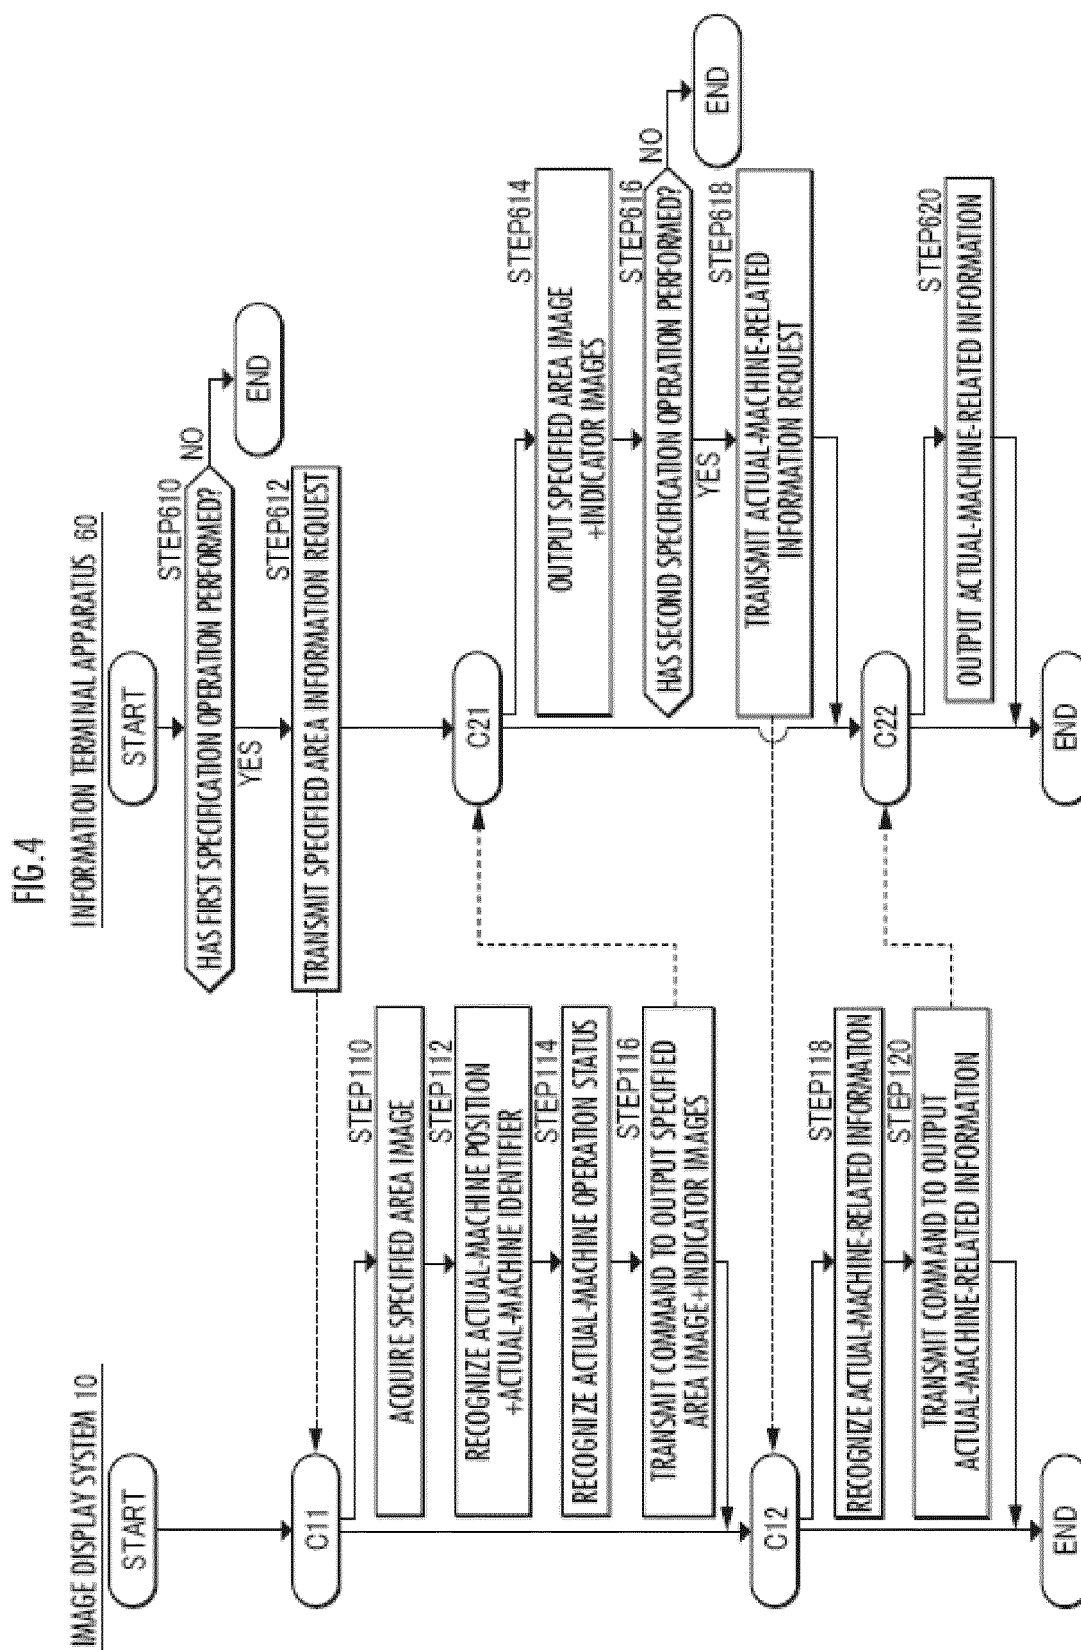 FIG.4
IMAGE DISPLAY SYSTEM 10
START
C11
STEP110
ACQUIRE SPECIFIED AREA IMAGE
STEP112
RECOGNIZE ACTUAL-MACHINE POSITION
+ACTUAL-MACHINE IDENTIFIER
STEP114
RECOGNIZE ACTUAL-MACHINE OPERATION STATUS
STEP116
TRANSMIT COMMAND TO OUTPUT SPECIFIED
AREA IMAGE+INDICATOR IMAGES
C12
STEP118
RECOGNIZE ACTUAL-MACHINE-RELATED INFORMATION
STEP120
TRANSMIT COMMAND TO OUTPUT
ACTUAL-MACHINE-RELATED INFORMATION
END
INFORMATION TERMINAL APPARATUS 60
START
STEP610
HAS FIRST SPECIFICATION OPERATION PERFORMED?
NO
END
YES
STEP612
TRANSMIT SPECIFIED AREA INFORMATION REQUEST
C21
STEP614
OUTPUT SPECIFIED AREA IMAGE
+INDICATOR IMAGES
STEP616
HAS SECOND SPECIFICATION OPERATION PERFORMED?
NO
END
YES
STEP618
TRANSMIT ACTUAL-MACHINE-RELATED
INFORMATION REQUEST
C22
STEP620
OUTPUT ACTUAL-MACHINE-RELATED INFORMATION
END